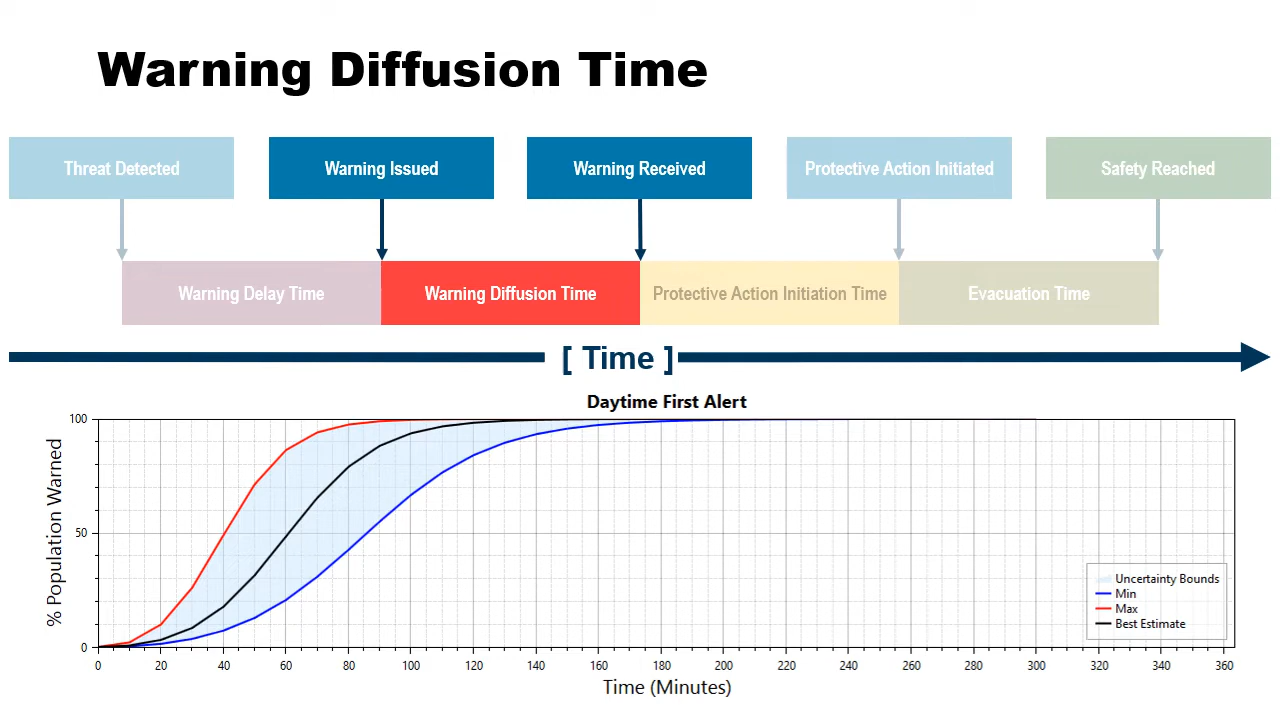 Warning Diffusion Time
Threat Detected
Warning Issued
Warning Received
Protective Action Initiated
Safety Reached
Warning Delay Time
Warning Diffusion Time
Protective Action Initiation Time
Evacuation Time
[ Time ]
Daytime First Alert
% Population Warned
100
50
0
Uncertainty Bounds
Min
Max
Best Estimate
0 20 40 60 80 100 120 140 160 180 200 220 240 260 280 300 320 340 360
Time (Minutes)